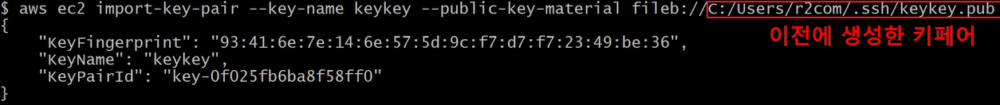 $ aws ec2 import-key-pair --key-name keykey --public-key-material fileb://C:/Users/r2com/.ssh/keykey.pub
{
    "KeyFingerprint": "93:41:6e:7e:14:6e:57:5d:9c:f7:d7:f7:23:49:be:36",
이전에 생성한 키페어
    "KeyName": "keykey",
    "KeyPairId": "key-0f025fb6ba8f58ff0"
}